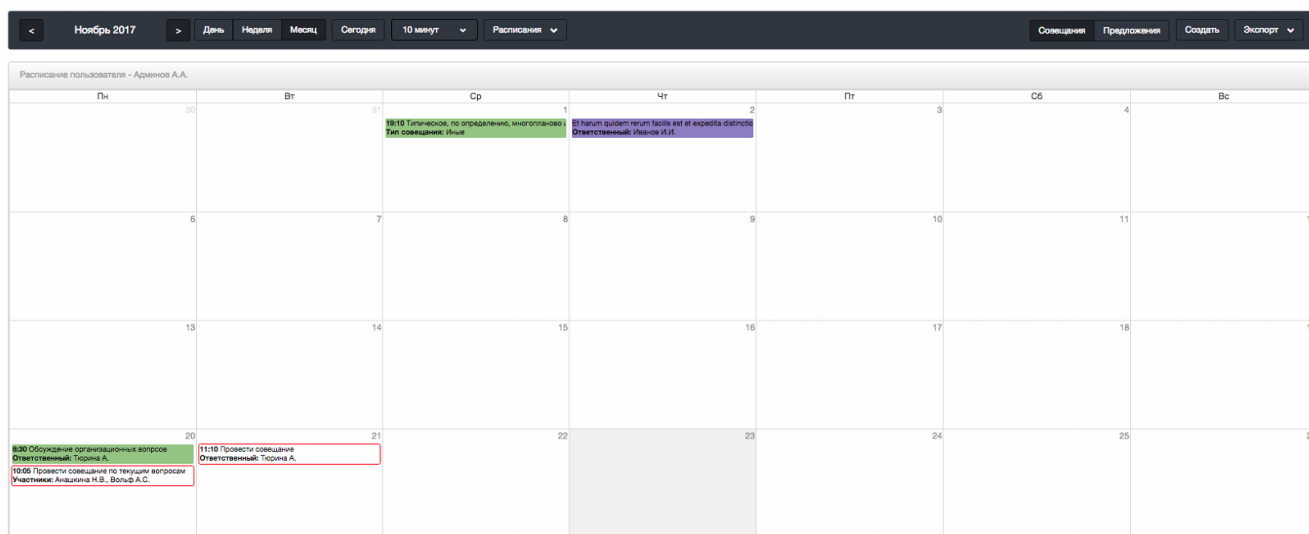 < Ноябрь 2017 > День Неделя Месяц Сегодня 10 минут Расписания Совещания Предложения Создать Экспорт
Расписание пользователя - Админов А.А.
Пн Вт Ср Чт Пт Сб Вс
30 31 1 2 3 4
19:10 Типическое, по определению, многопланово
Тип совещания: Иные
Et harum quidem rerum facilis est et expedita distinctio
Ответственный: Иванов И.И.
6 7 8 9 10 11
13 14 15 16 17 18
20 21 22 23 24 25
8:30 Обсуждение организационных вопросов
Ответственный: Тюрина А.
10:05 Провести совещание по текущим вопросам
Участники: Анашкина Н.В., Вольф А.С.
11:10 Провести совещание
Ответственный: Тюрина А.